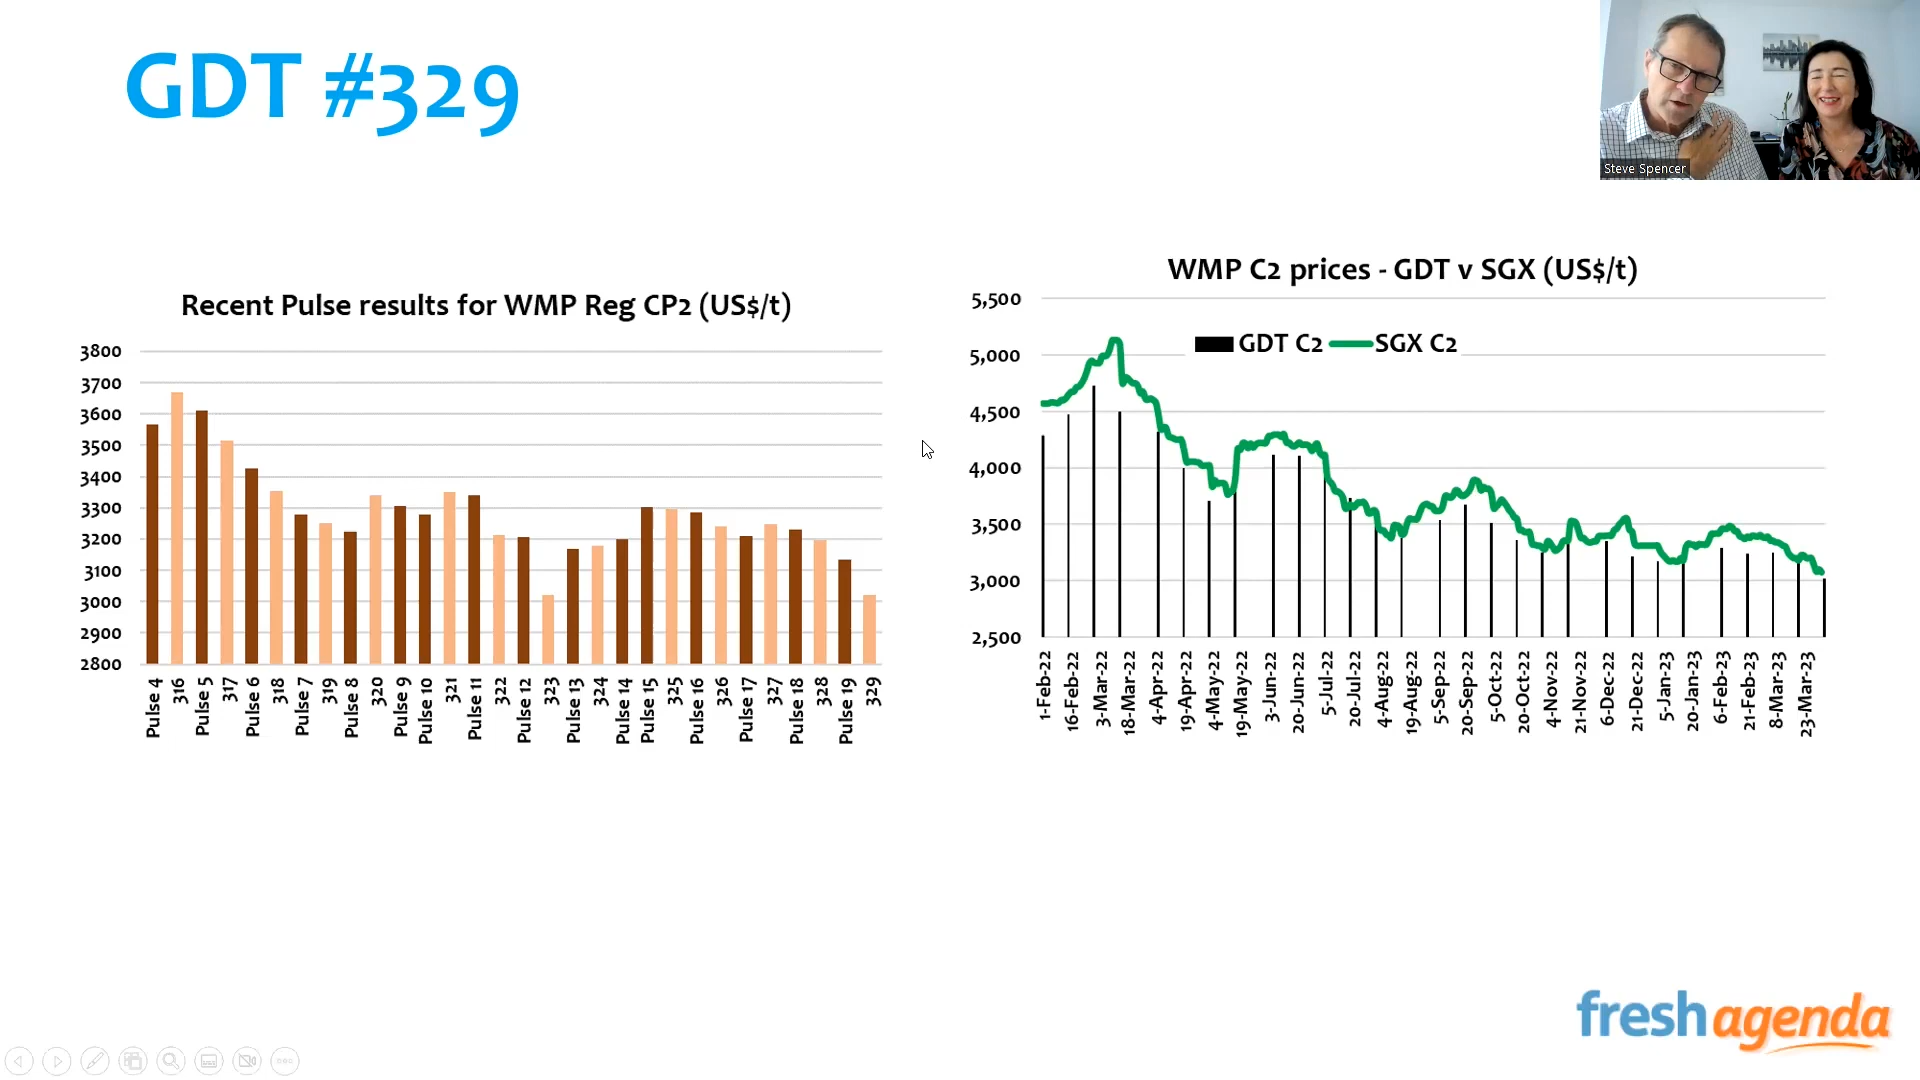 GDT #329
Steve Spencer
Recent Pulse results for WMP Reg CP2 (US$/t)
3800
3700
3600
3500
3400
3300
3200
3100
3000
2900
2800
Pulse 4
316
Pulse 5
317
Pulse 6
318
Pulse 7
319
Pulse 8
320
Pulse 9
Pulse 10
321
Pulse 11
322
Pulse 12
323
Pulse 13
324
Pulse 14
Pulse 15
325
Pulse 16
326
Pulse 17
327
Pulse 18
328
Pulse 19
329
WMP C2 prices - GDT v SGX (US$/t)
GDT C2 SGX C2
5,500
5,000
4,500
4,000
3,500
3,000
2,500
1-Feb-22
16-Feb-22
3-Mar-22
18-Mar-22
4-Apr-22
19-Apr-22
4-May-22
19-May-22
3-Jun-22
20-Jun-22
5-Jul-22
20-Jul-22
4-Aug-22
19-Aug-22
5-Sep-22
20-Sep-22
5-Oct-22
20-Oct-22
4-Nov-22
21-Nov-22
6-Dec-22
21-Dec-22
5-Jan-23
20-Jan-23
6-Feb-23
21-Feb-23
8-Mar-23
23-Mar-23
fresh agenda